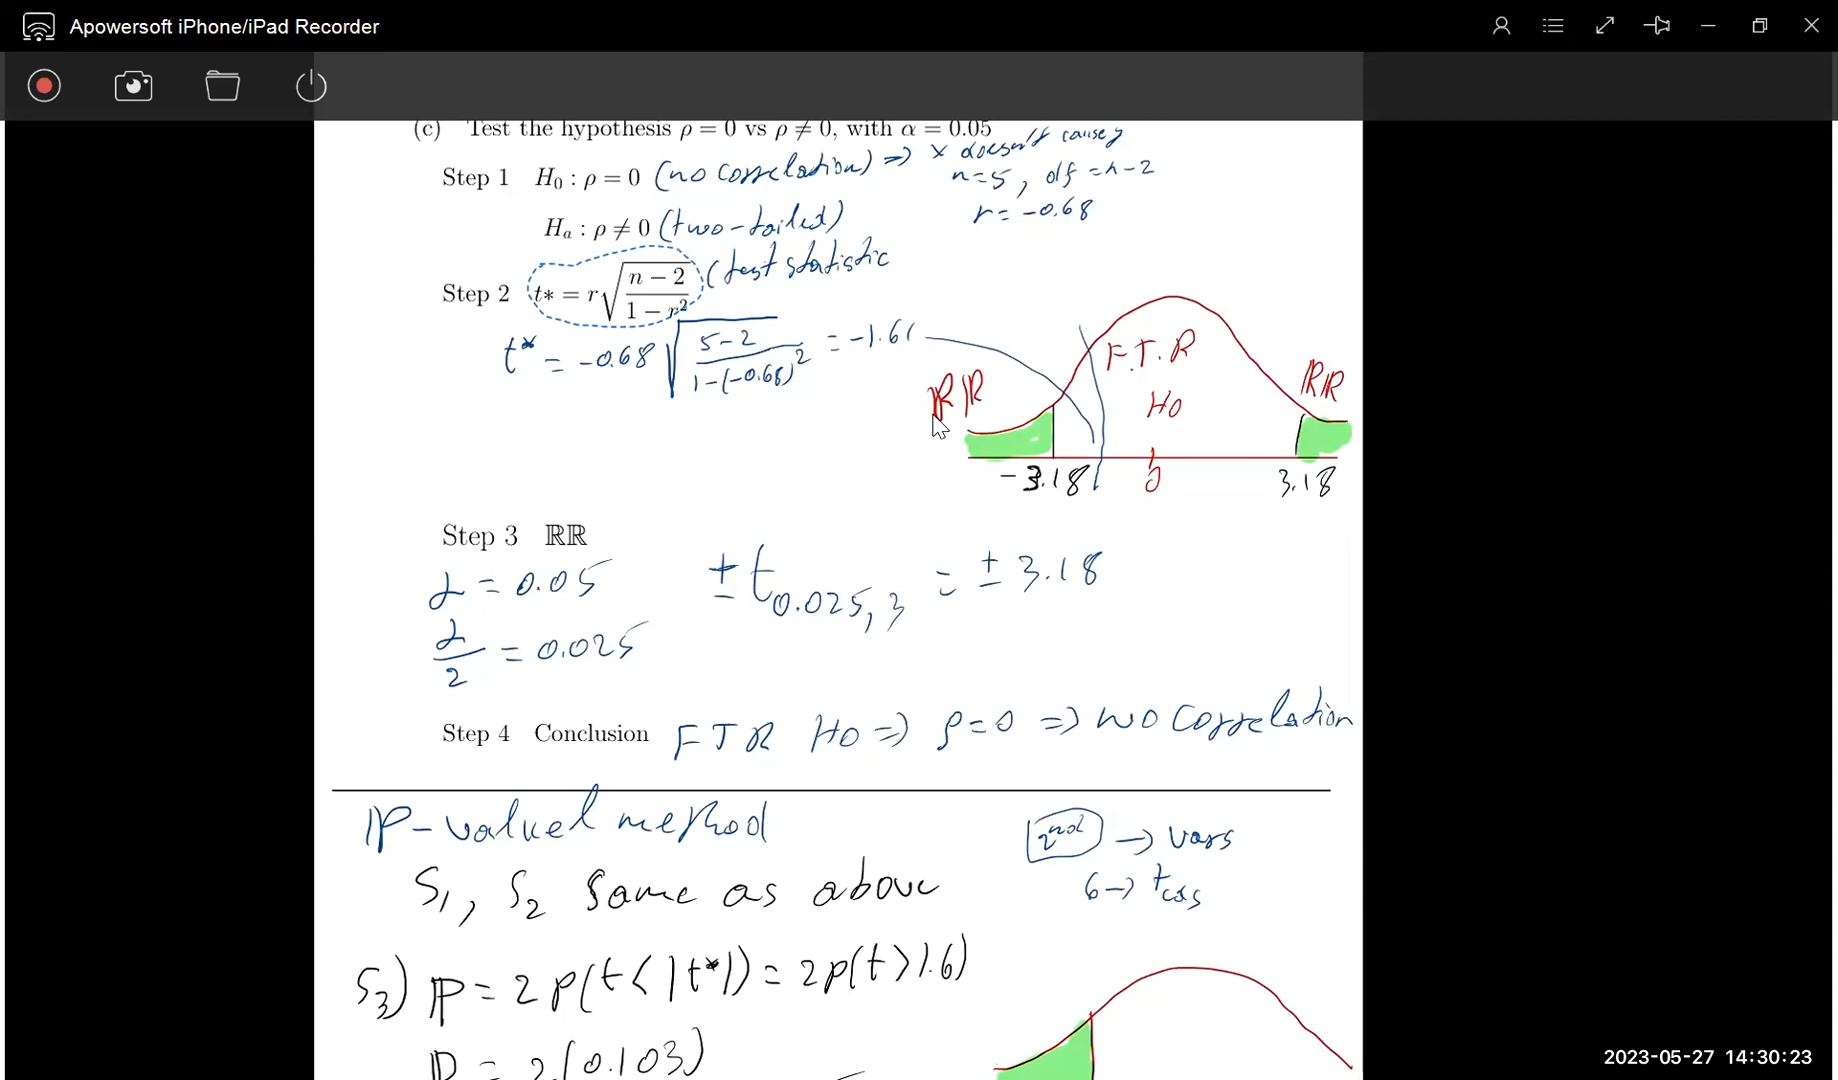 Apowersoft iPhone/iPad Recorder
(c) Test the hypothesis ρ = 0 vs ρ ≠ 0, with α = 0.05
Step 1 H₀ : ρ = 0 (no correlation) => x doesn't cause y
n=5, df = n-2
r = -0.68
Hₐ : ρ ≠ 0 (two-tailed)
Step 2 t* = r√((n − 2)/(1 − r²)) (test statistic
t* = -0.68 √((5-2)/(1-(-0.68)²)) = -1.61
RR F.T.R H0 RR
-3.18 0 3.18
Step 3 ℝℝ
α = 0.05 ± t0.025, 3 = ± 3.18
α/2 = 0.025
Step 4 Conclusion FTR H0 => ρ=0 => no correlation
P-value method
2nd → vars
S1, S2 same as above
6 → tcds
S3) P = 2P(t < |t*|) = 2P(t > 1.6)
P = 2(0.103)
2023-05-27 14:30:23